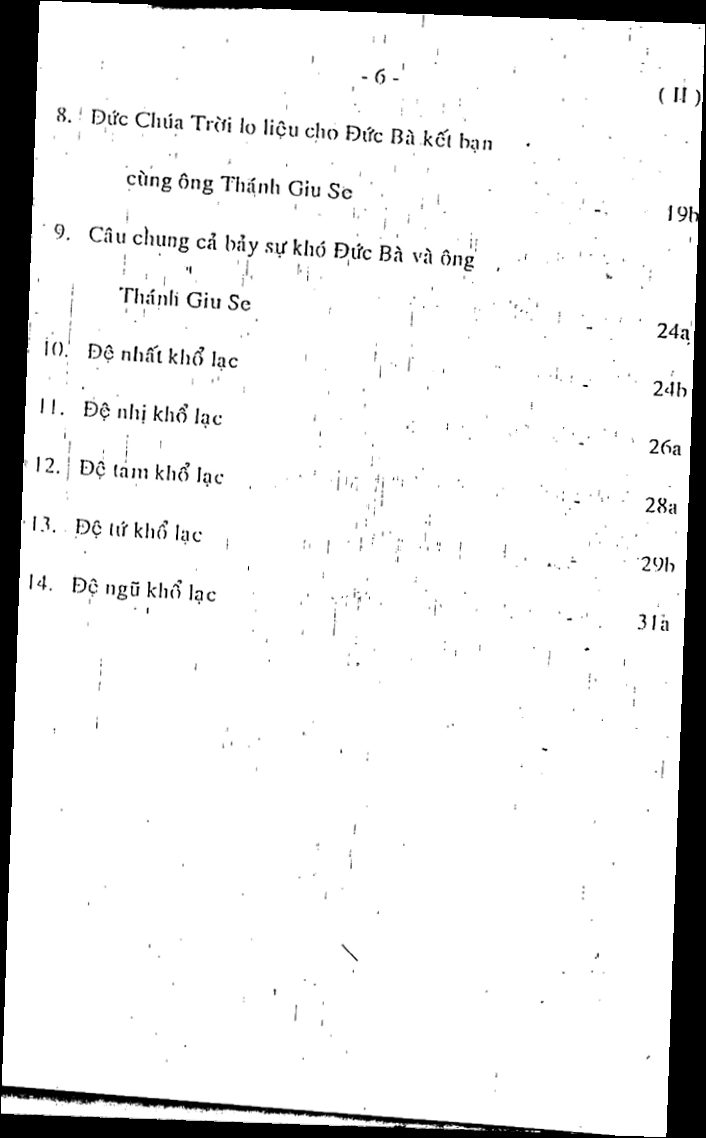 - 6 -
( II )
8. Đức Chúa Trời lo liệu cho Đức Bà kết bạn
cùng ông Thánh Giu Se - 19b
9. Câu chung cả bảy sự khó Đức Bà và ông
Thánh Giu Se - 24a
10. Đệ nhất khổ lạc - 24b
11. Đệ nhị khổ lạc - 26a
12. Đệ tam khổ lạc - 28a
13. Đệ tứ khổ lạc - 29b
14. Đệ ngũ khổ lạc - 31a